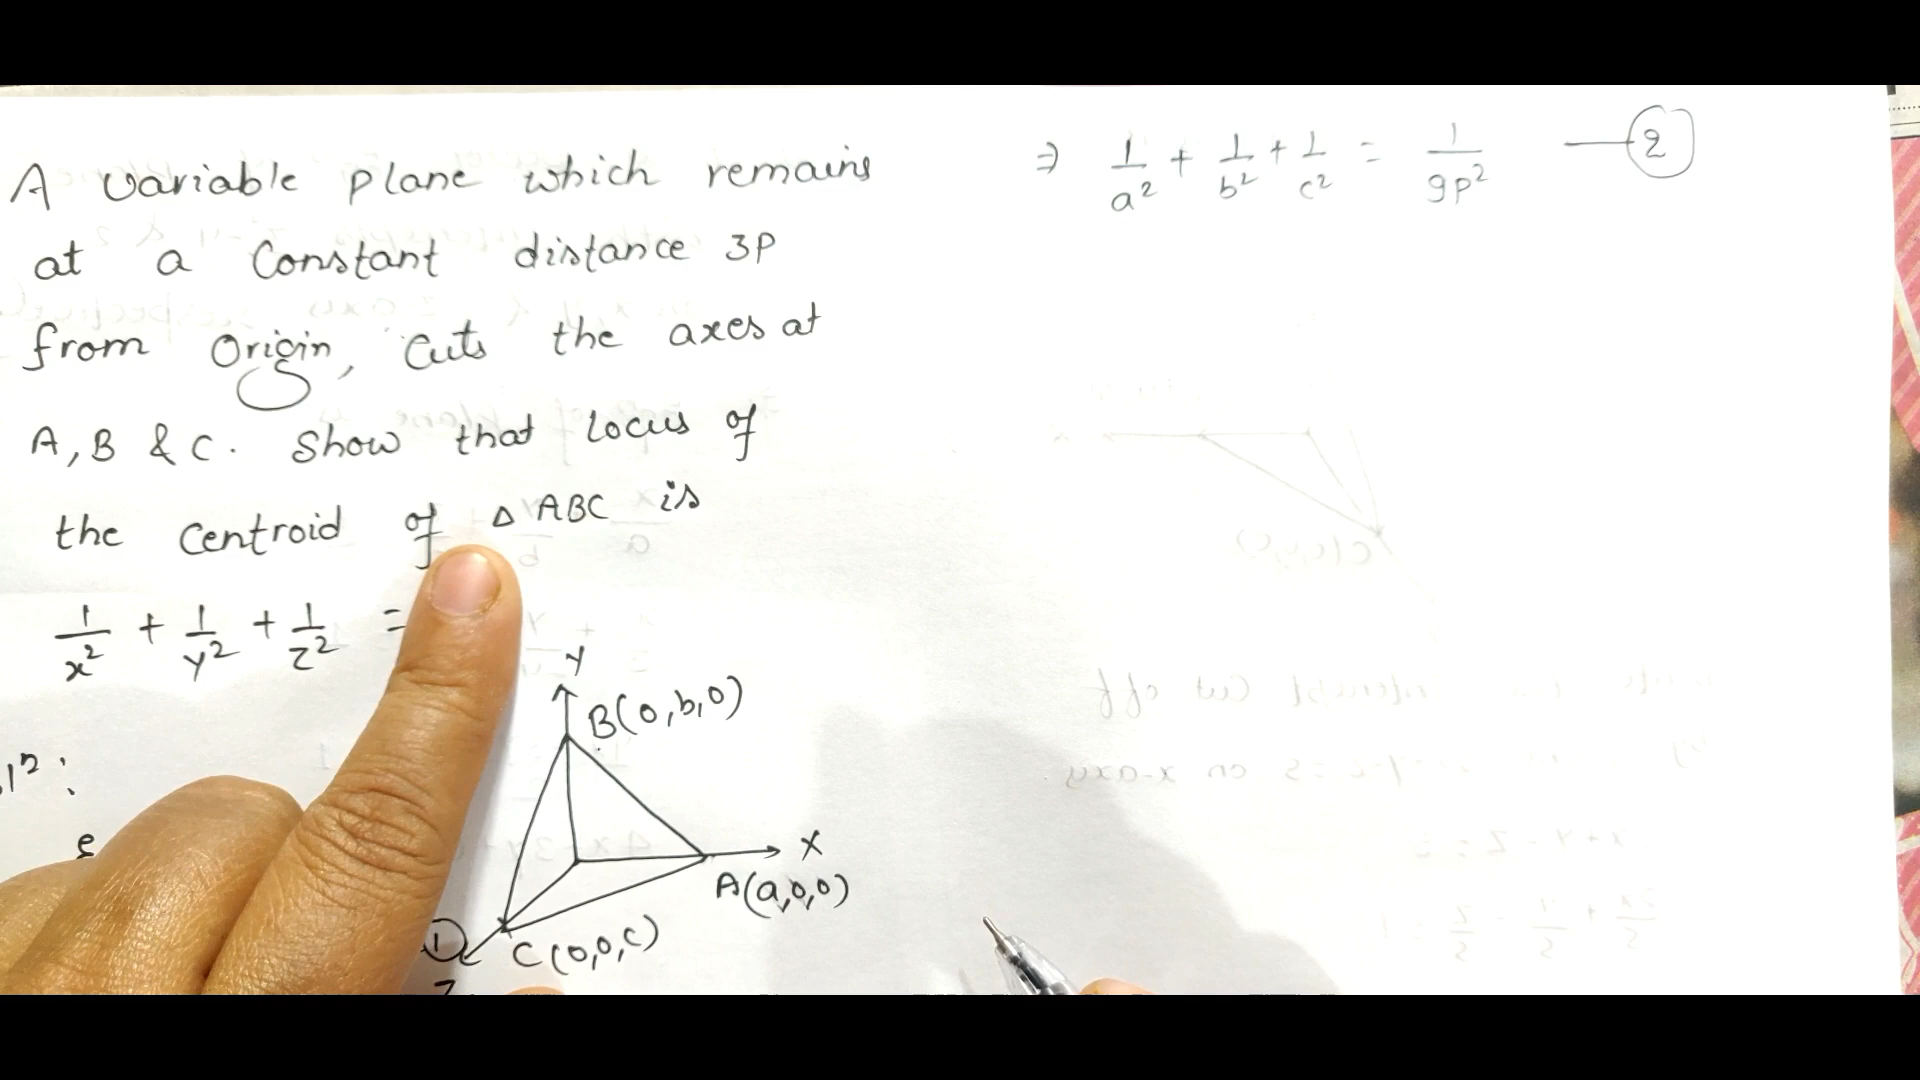 A variable plane which remains
at a Constant distance 3P
from Origin, Cuts the axes at
A, B & C. Show that locus of
the Centroid of △ ABC is
1/x² + 1/y² + 1/z² =
Y
B(0,b,0)
X
A(a,0,0)
C(0,0,c)
①
Z
⇒ 1/a² + 1/b² + 1/c² = 1/9p² —②